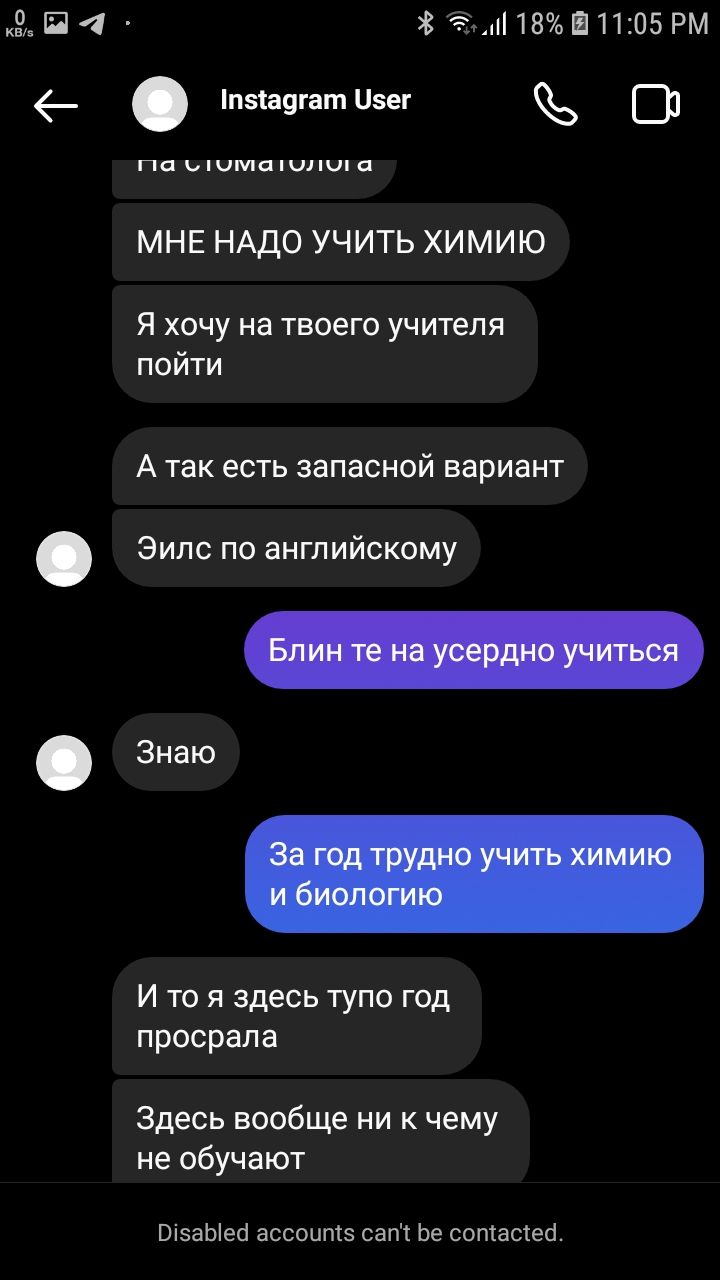 0
KB/s
18%
11:05 PM
Instagram User
На стоматолога
МНЕ НАДО УЧИТЬ ХИМИЮ
Я хочу на твоего учителя
пойти
А так есть запасной вариант
Эилс по английскому
Блин те на усердно учиться
Знаю
За год трудно учить химию
и биологию
И то я здесь тупо год
просрала
Здесь вообще ни к чему
не обучают
Disabled accounts can't be contacted.